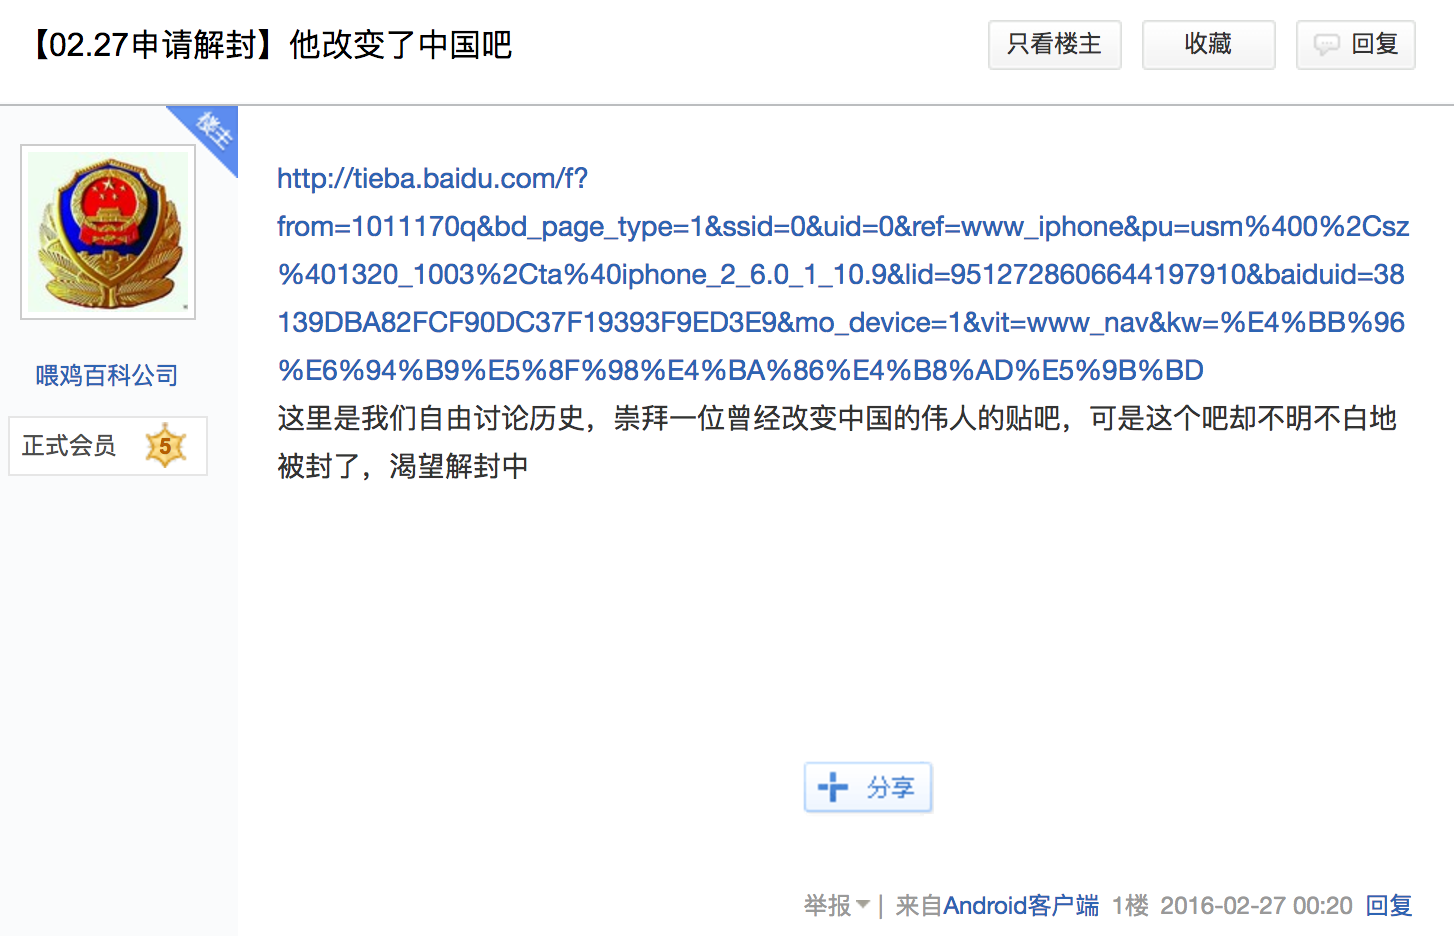 【02.27申请解封】他改变了中国吧
只看楼主
收藏
回复
楼主
http://tieba.baidu.com/f?
from=1011170q&bd_page_type=1&ssid=0&uid=0&ref=www_iphone&pu=usm%400%2Csz
%401320_1003%2Cta%40iphone_2_6.0_1_10.9&lid=9512728606644197910&baiduid=38
139DBA82FCF90DC37F19393F9ED3E9&mo_device=1&vit=www_nav&kw=%E4%BB%96
%E6%94%B9%E5%8F%98%E4%BA%86%E4%B8%AD%E5%9B%BD
这里是我们自由讨论历史，崇拜一位曾经改变中国的伟人的贴吧，可是这个吧却不明不白地
被封了，渴望解封中
喂鸡百科公司
正式会员 5
分享
举报 | 来自Android客户端 1楼 2016-02-27 00:20 回复